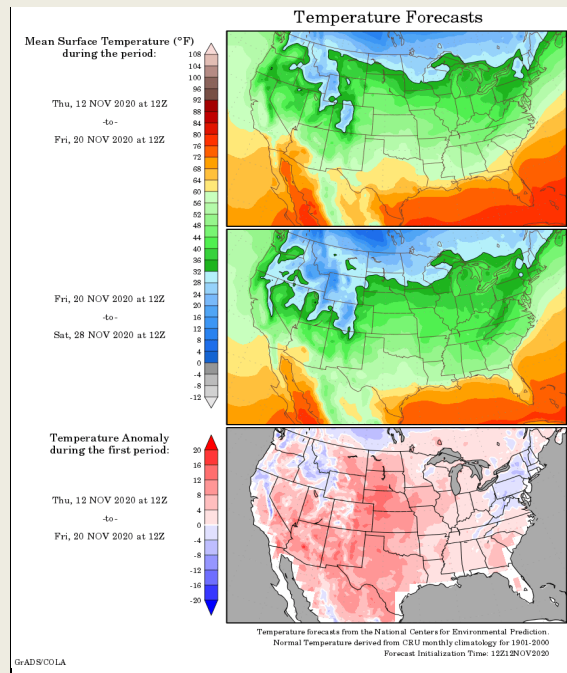 Temperature Forecasts
Mean Surface Temperature (°F)
during the period:
Thu, 12 NOV 2020 at 12Z
-to-
Fri, 20 NOV 2020 at 12Z
108
104
100
96
92
88
84
80
76
72
68
64
60
56
52
48
44
40
36
32
28
24
20
16
12
8
4
0
-4
-8
-12
Fri, 20 NOV 2020 at 12Z
-to-
Sat, 28 NOV 2020 at 12Z
Temperature Anomaly
during the first period:
Thu, 12 NOV 2020 at 12Z
-to-
Fri, 20 NOV 2020 at 12Z
20
16
12
8
4
0
-4
-8
-12
-16
-20
Temperature forecasts from the National Centers for Environmental Prediction.
Normal Temperature derived from CRU monthly climatology for 1901-2000
Forecast Initialization Time: 12Z12NOV2020
GrADS/COLA